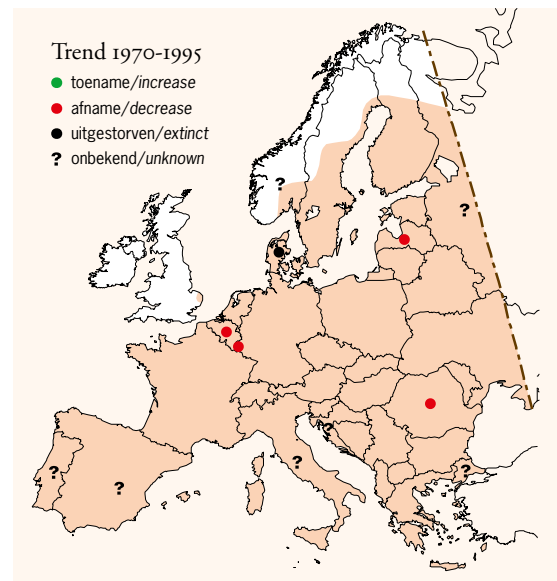 Trend 1970-1995
toename/increase
afname/decrease
uitgestorven/extinct
? onbekend/unknown
?
?
?
?
?
?
?